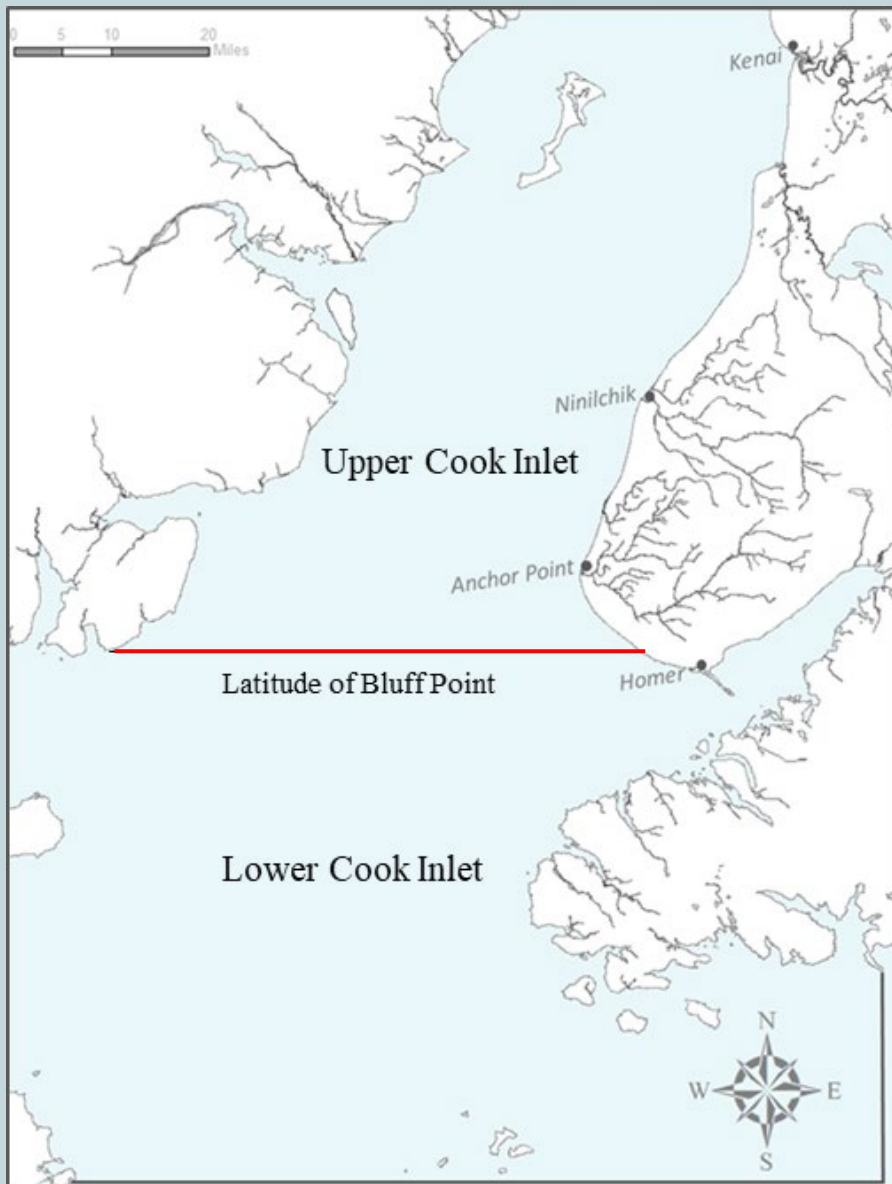 0 5 10 20
Miles
Kenai
Ninilchik
Upper Cook Inlet
Anchor Point
Homer
Latitude of Bluff Point
Lower Cook Inlet
N
W E
S